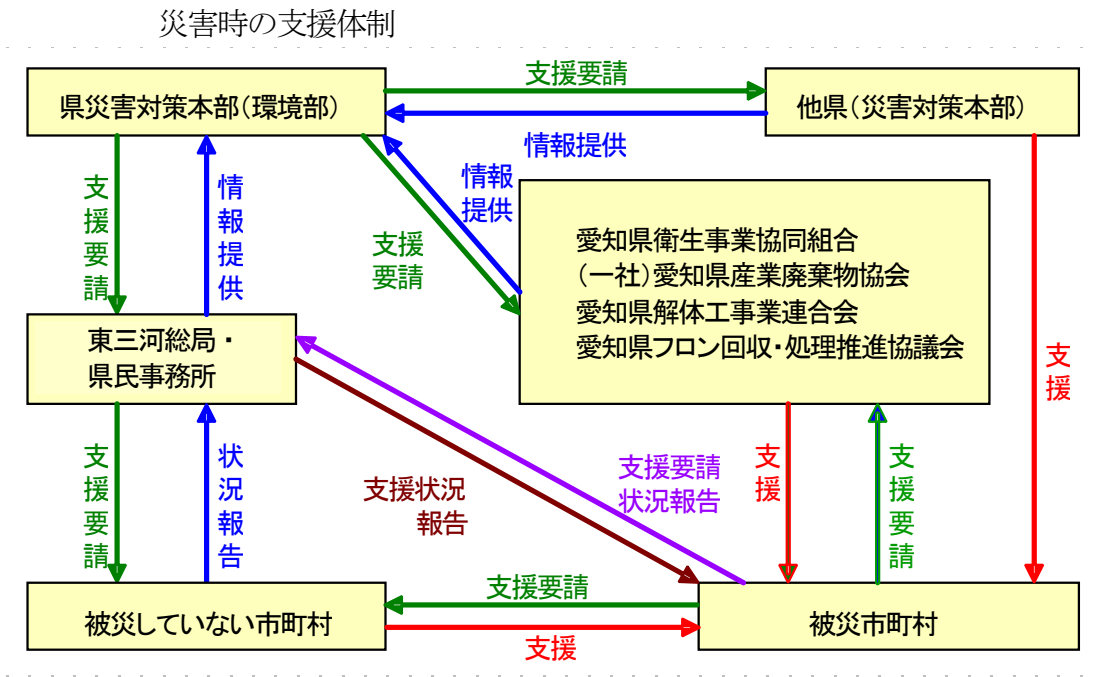 災害時の支援体制
県災害対策本部(環境部)
支援要請
他県(災害対策本部)
情報提供
支援要請
情報提供
情報
提供
支援
要請
愛知県衛生事業協同組合
(一社)愛知県産業廃棄物協会
愛知県解体工事業連合会
愛知県フロン回収・処理推進協議会
東三河総局・
県民事務所
支援
支援要請
状況報告
支援状況
報告
支援要請
状況報告
支援
支援要請
被災していない市町村
支援要請
支援
被災市町村